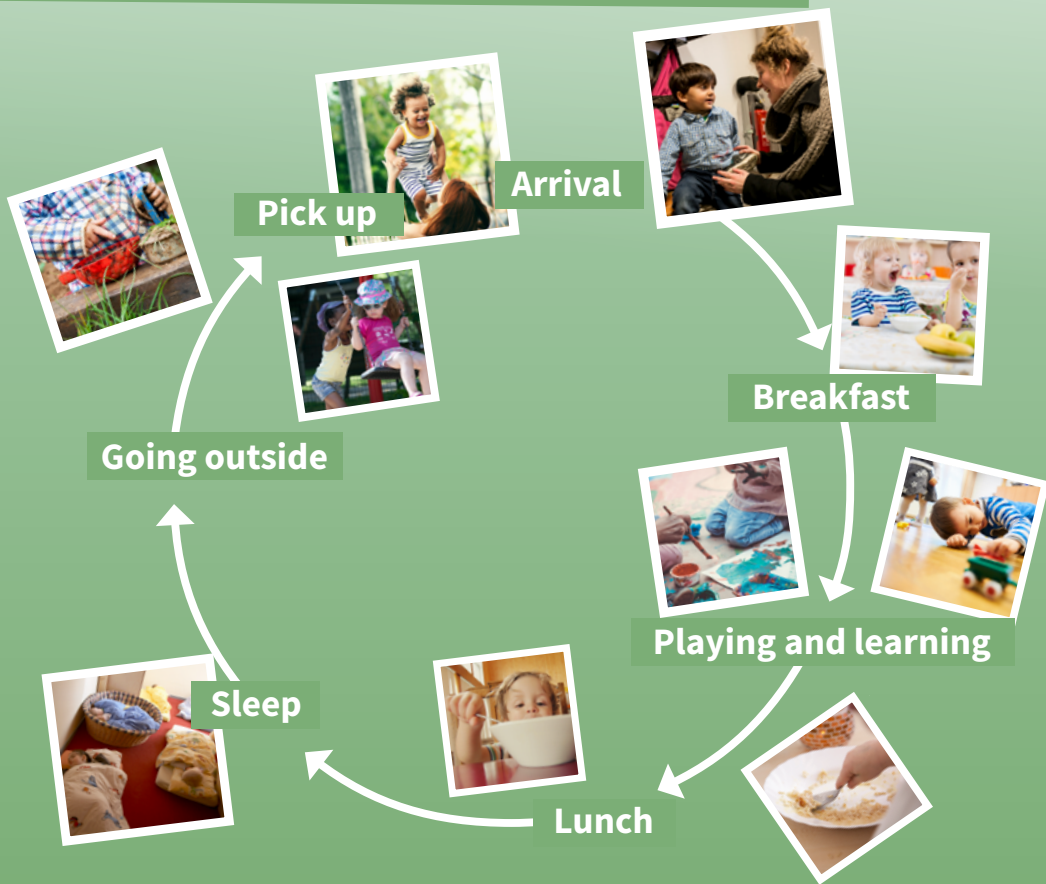 Arrival
Breakfast
Playing and learning
Lunch
Sleep
Going outside
Pick up